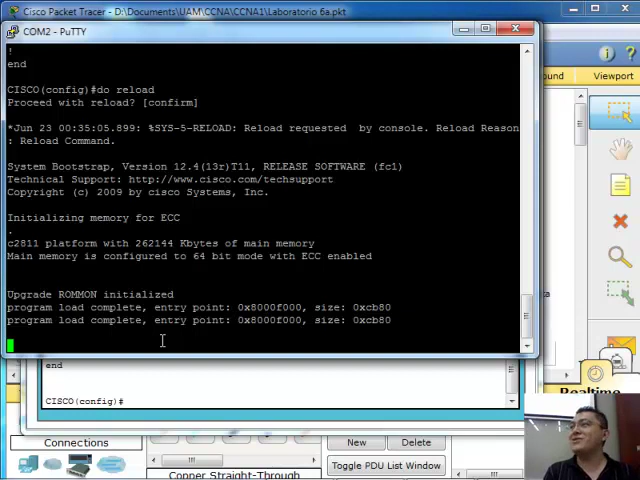 Cisco Packet Tracer - D:\Documents\UAM\CCNA\CCNA1\Laboratorio 6a.pkt
COM2 - PuTTY
!
end
CISCO(config)#do reload
Proceed with reload? [confirm]
*Jun 23 00:35:05.899: %SYS-5-RELOAD: Reload requested  by console. Reload Reason
: Reload Command.
System Bootstrap, Version 12.4(13r)T11, RELEASE SOFTWARE (fc1)
Technical Support: http://www.cisco.com/techsupport
Copyright (c) 2009 by cisco Systems, Inc.
Initializing memory for ECC
.
c2811 platform with 262144 Kbytes of main memory
Main memory is configured to 64 bit mode with ECC enabled
Upgrade ROMMON initialized
program load complete, entry point: 0x8000f000, size: 0xcb80
program load complete, entry point: 0x8000f000, size: 0xcb80
end
CISCO(config)#
ound
Viewport
Realtime
Connections
New
Delete
Toggle PDU List Window
Copper Straight-Through